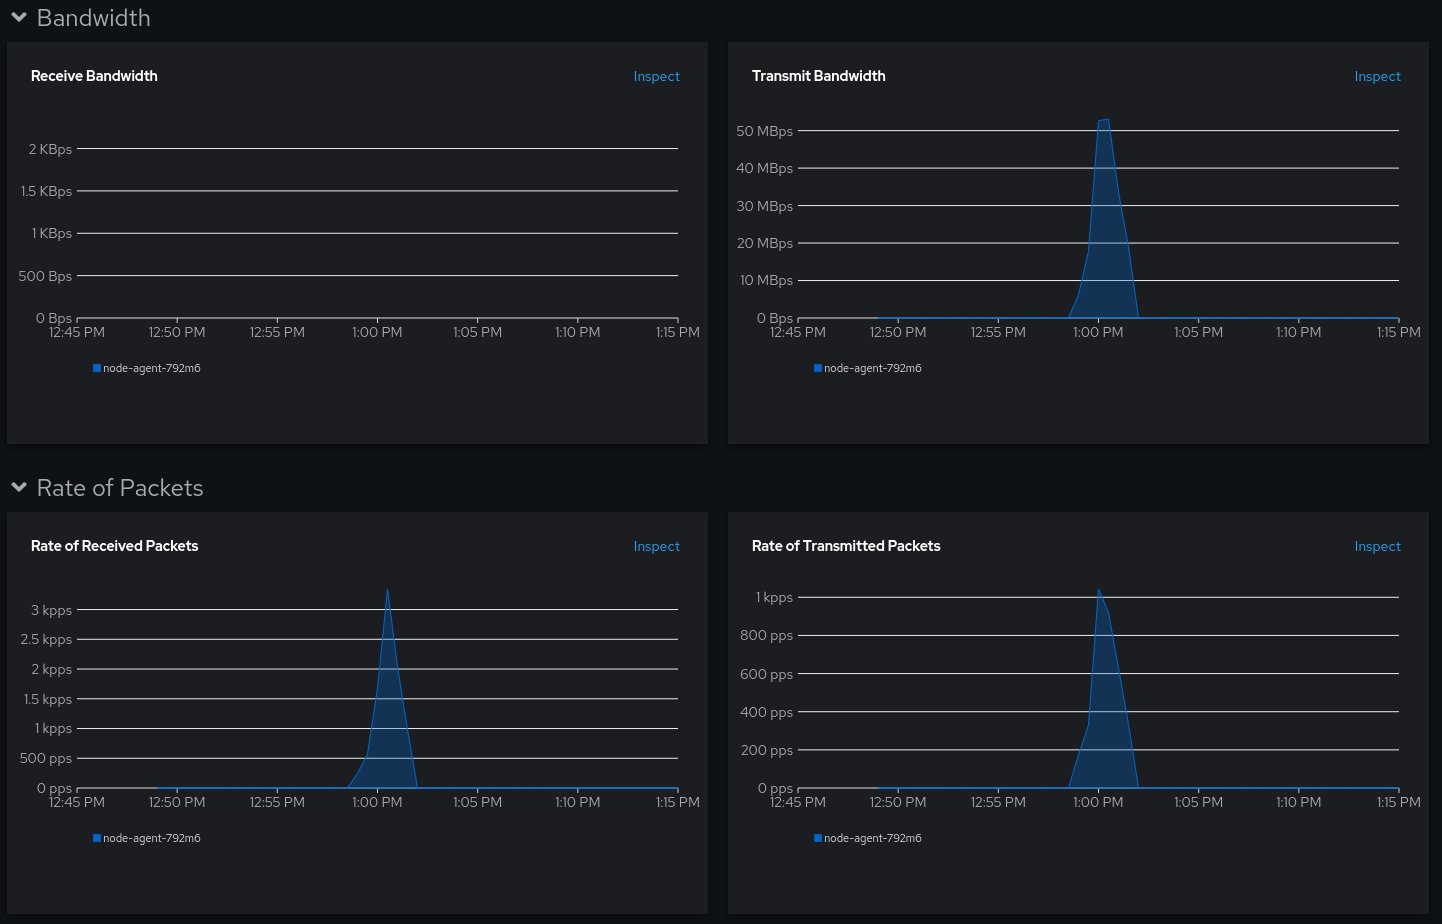 Bandwidth
Receive Bandwidth
Inspect
2 KBps
1.5 KBps
1 KBps
500 Bps
0 Bps
12:45 PM 12:50 PM 12:55 PM 1:00 PM 1:05 PM 1:10 PM 1:15 PM
node-agent-792m6
Transmit Bandwidth
Inspect
50 MBps
40 MBps
30 MBps
20 MBps
10 MBps
0 Bps
12:45 PM 12:50 PM 12:55 PM 1:00 PM 1:05 PM 1:10 PM 1:15 PM
node-agent-792m6
Rate of Packets
Rate of Received Packets
Inspect
3 kpps
2.5 kpps
2 kpps
1.5 kpps
1 kpps
500 pps
0 pps
12:45 PM 12:50 PM 12:55 PM 1:00 PM 1:05 PM 1:10 PM 1:15 PM
node-agent-792m6
Rate of Transmitted Packets
Inspect
1 kpps
800 pps
600 pps
400 pps
200 pps
0 pps
12:45 PM 12:50 PM 12:55 PM 1:00 PM 1:05 PM 1:10 PM 1:15 PM
node-agent-792m6